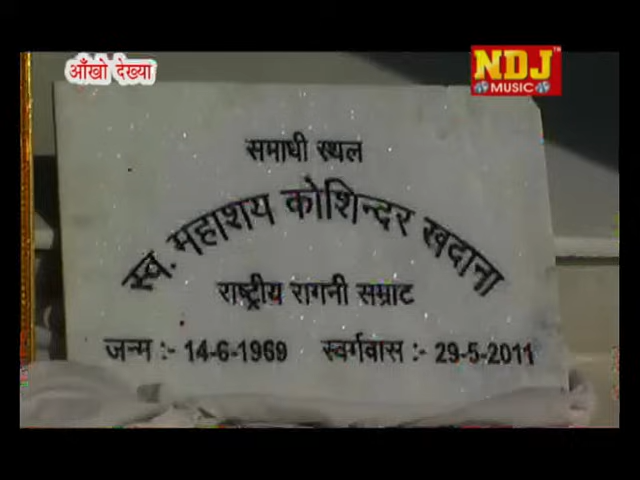 आँखो देख्या
NDJ
MUSIC
समाधी स्थल
स्व. महाशय कोशिन्दर खदाना
राष्ट्रीय रागनी सम्राट
जन्म :- 14-6-1969 स्वर्गवास :- 29-5-2011